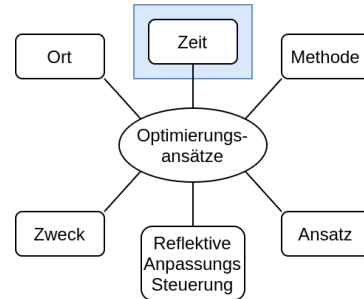 Zeit
Ort
Methode
Optimierungs-
ansätze
Zweck
Reflektive
Anpassungs
Steuerung
Ansatz